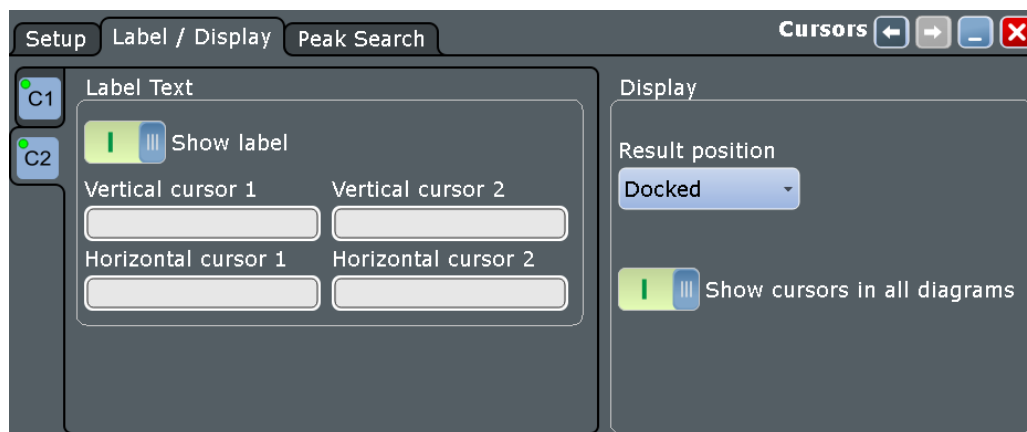 Setup
Label / Display
Peak Search
Cursors
C1
C2
Label Text
Show label
Vertical cursor 1
Vertical cursor 2
Horizontal cursor 1
Horizontal cursor 2
Display
Result position
Docked
Show cursors in all diagrams